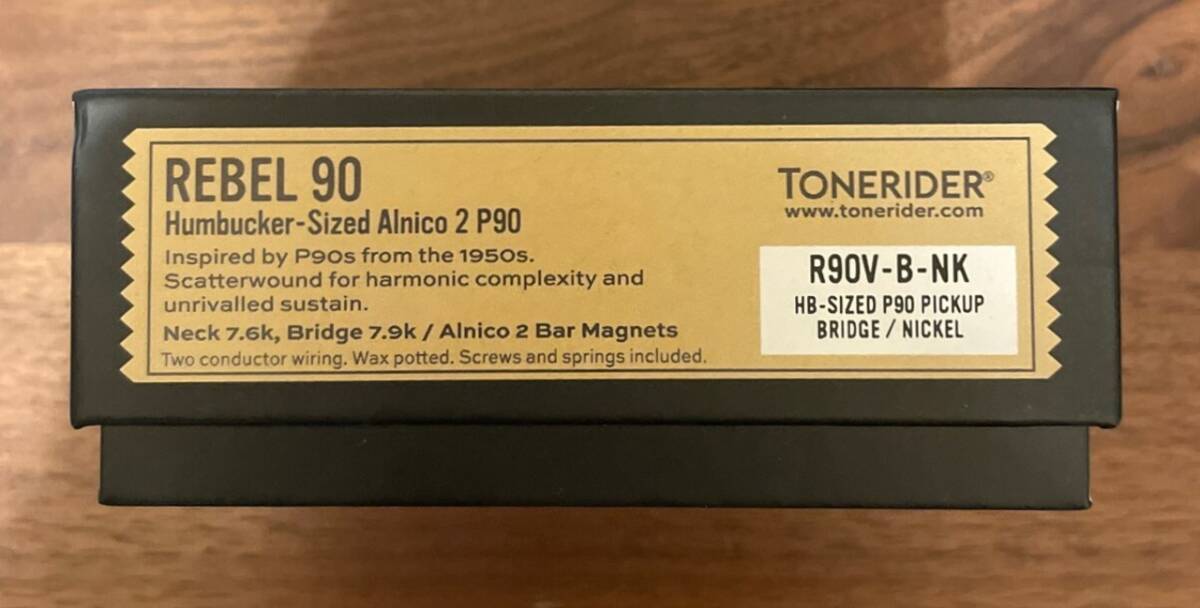 REBEL 90
Humbucker-Sized Alnico 2 P90
Inspired by P90s from the 1950s.
Scatterwound for harmonic complexity and
unrivalled sustain.
Neck 7.6k, Bridge 7.9k / Alnico 2 Bar Magnets
Two conductor wiring. Wax potted. Screws and springs included.
TONERIDER®
www.tonerider.com
R90V-B-NK
HB-SIZED P90 PICKUP
BRIDGE / NICKEL